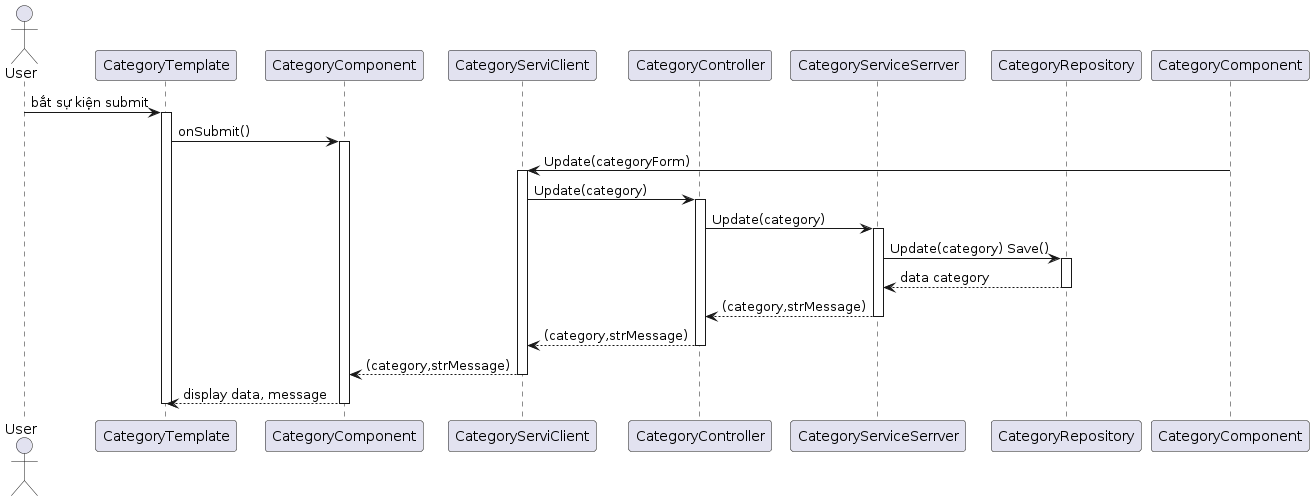 User
CategoryTemplate
CategoryComponent
CategoryServiClient
CategoryController
CategoryServiceSerrver
CategoryRepository
CategoryComponent
bắt sự kiện submit
onSubmit()
Update(categoryForm)
Update(category)
Update(category)
Update(category) Save()
data category
(category,strMessage)
(category,strMessage)
(category,strMessage)
display data, message
User
CategoryTemplate
CategoryComponent
CategoryServiClient
CategoryController
CategoryServiceSerrver
CategoryRepository
CategoryComponent